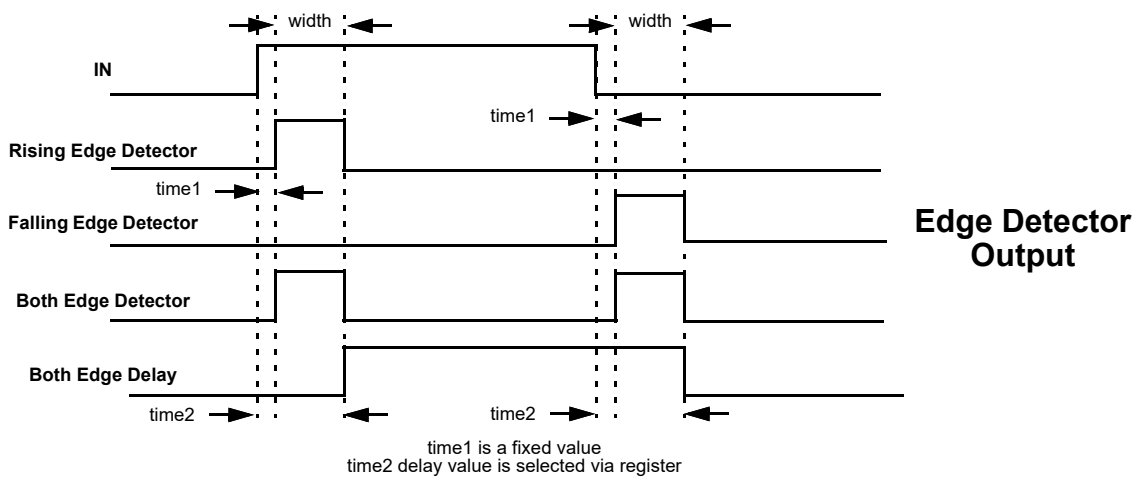 width
width
IN
time1
Rising Edge Detector
time1
Falling Edge Detector
Edge Detector
Output
Both Edge Detector
Both Edge Delay
time2
time2
time1 is a fixed value
time2 delay value is selected via register